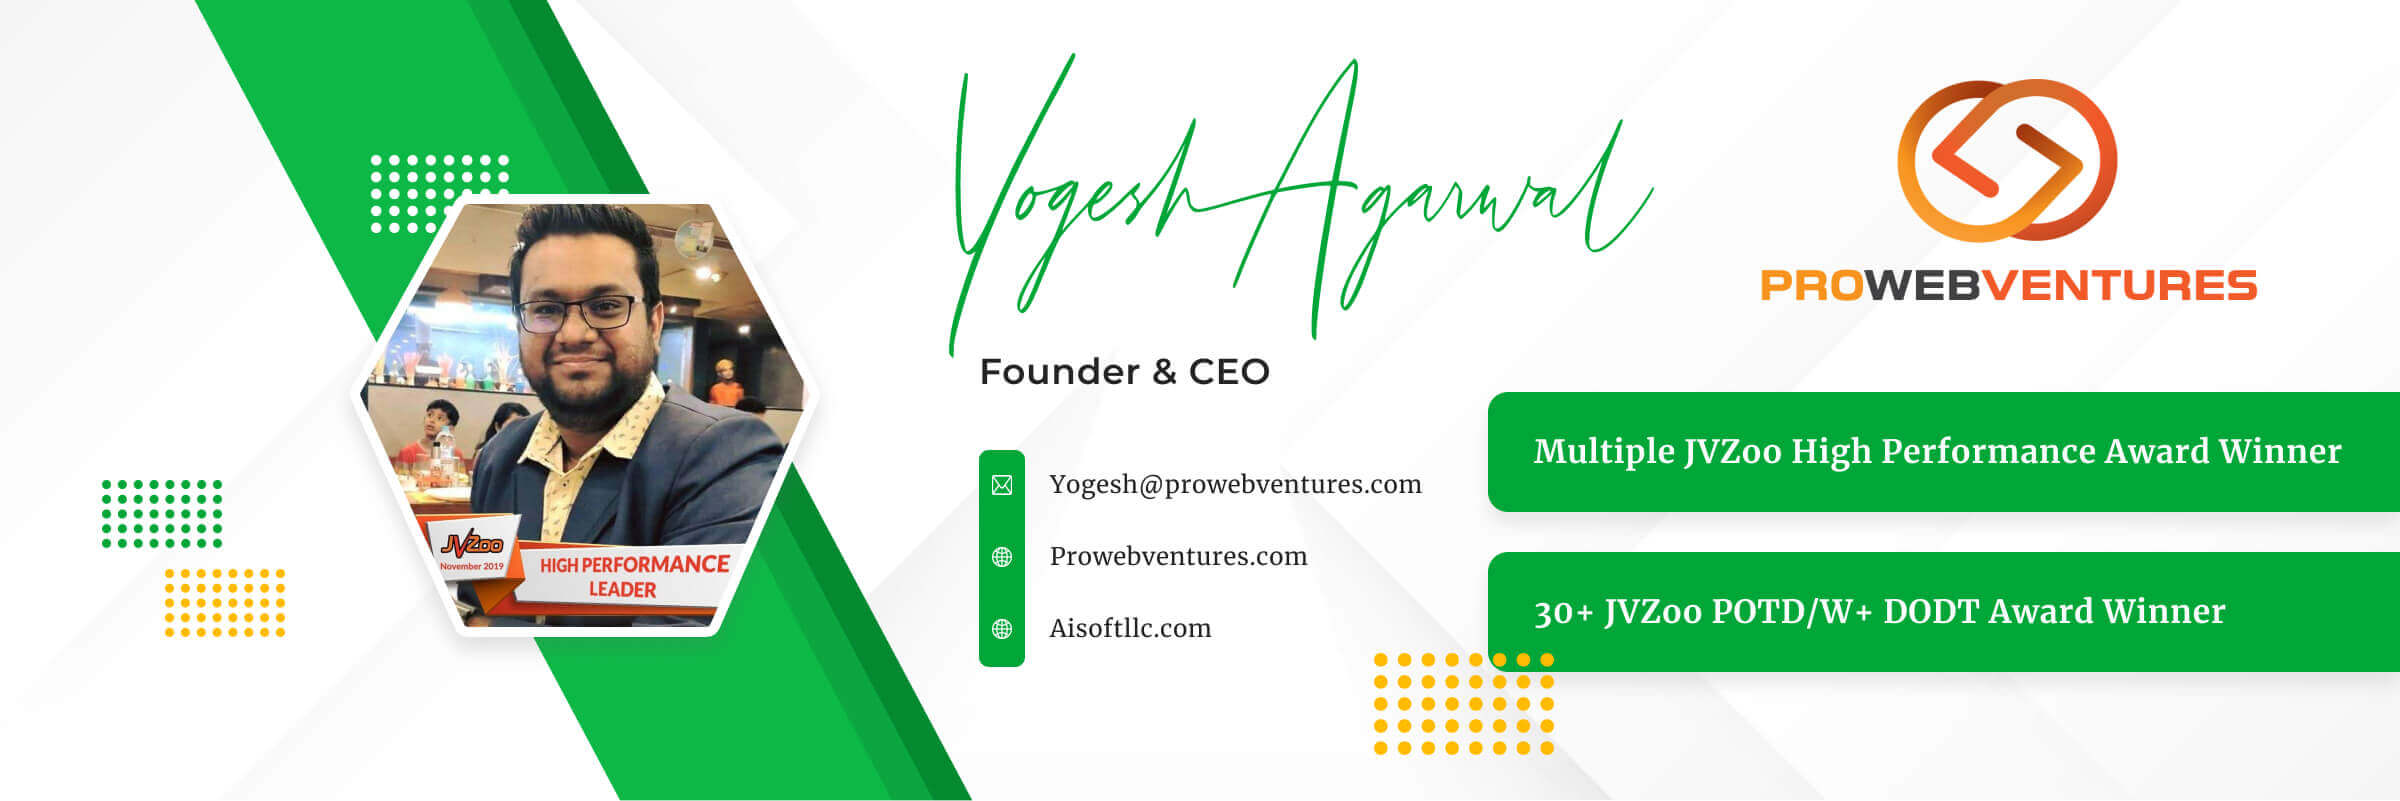 Yogesh Agarwal
PROWEBVENTURES
Founder & CEO
Yogesh@prowebventures.com
Prowebventures.com
Aisoftllc.com
Multiple JVZoo High Performance Award Winner
30+ JVZoo POTD/W+ DODT Award Winner
JVZoo
November 2019
HIGH PERFORMANCE
LEADER